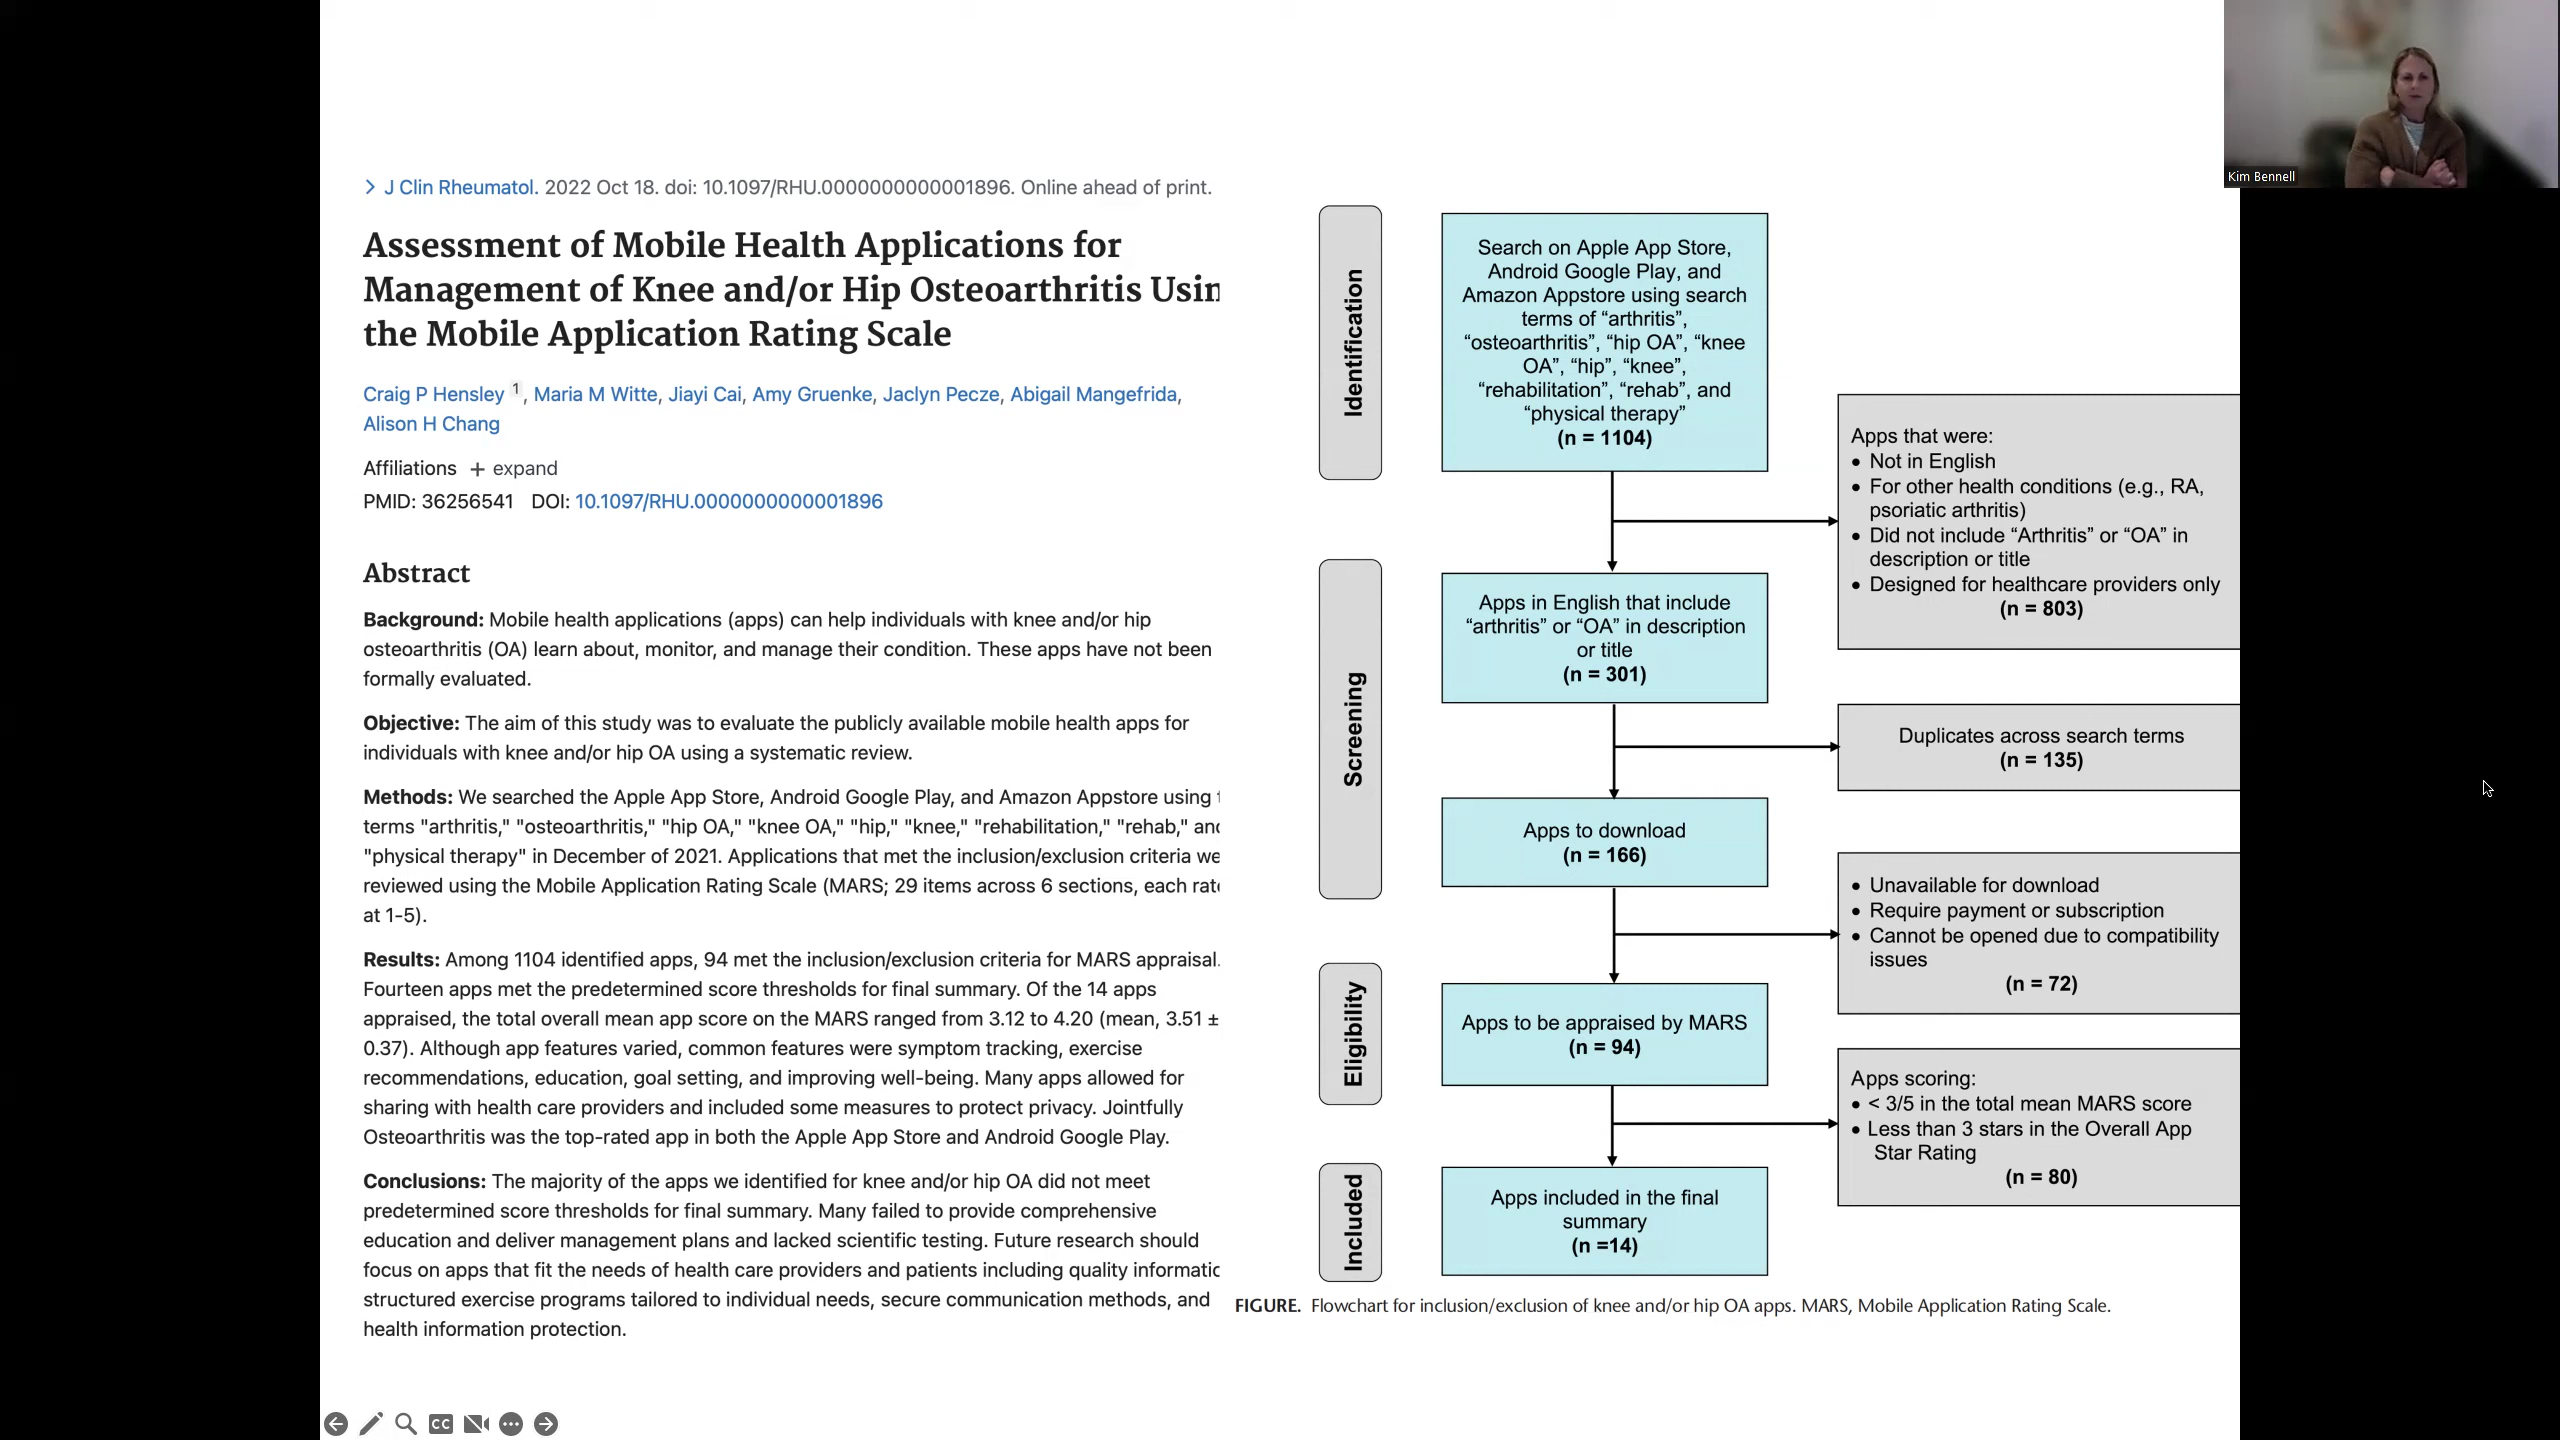 Kim Bennell
> J Clin Rheumatol. 2022 Oct 18. doi: 10.1097/RHU.0000000000001896. Online ahead of print.
Assessment of Mobile Health Applications for
Management of Knee and/or Hip Osteoarthritis Usin
the Mobile Application Rating Scale
Craig P Hensley 1, Maria M Witte, Jiayi Cai, Amy Gruenke, Jaclyn Pecze, Abigail Mangefrida,
Alison H Chang
Affiliations + expand
PMID: 36256541 DOI: 10.1097/RHU.0000000000001896
Abstract
Background: Mobile health applications (apps) can help individuals with knee and/or hip
osteoarthritis (OA) learn about, monitor, and manage their condition. These apps have not been
formally evaluated.
Objective: The aim of this study was to evaluate the publicly available mobile health apps for
individuals with knee and/or hip OA using a systematic review.
Methods: We searched the Apple App Store, Android Google Play, and Amazon Appstore using t
terms "arthritis," "osteoarthritis," "hip OA," "knee OA," "hip," "knee," "rehabilitation," "rehab," and
"physical therapy" in December of 2021. Applications that met the inclusion/exclusion criteria we
reviewed using the Mobile Application Rating Scale (MARS; 29 items across 6 sections, each rate
at 1-5).
Results: Among 1104 identified apps, 94 met the inclusion/exclusion criteria for MARS appraisal.
Fourteen apps met the predetermined score thresholds for final summary. Of the 14 apps
appraised, the total overall mean app score on the MARS ranged from 3.12 to 4.20 (mean, 3.51 ±
0.37). Although app features varied, common features were symptom tracking, exercise
recommendations, education, goal setting, and improving well-being. Many apps allowed for
sharing with health care providers and included some measures to protect privacy. Jointfully
Osteoarthritis was the top-rated app in both the Apple App Store and Android Google Play.
Conclusions: The majority of the apps we identified for knee and/or hip OA did not meet
predetermined score thresholds for final summary. Many failed to provide comprehensive
education and deliver management plans and lacked scientific testing. Future research should
focus on apps that fit the needs of health care providers and patients including quality informatic
structured exercise programs tailored to individual needs, secure communication methods, and
health information protection.
Identification
Search on Apple App Store,
Android Google Play, and
Amazon Appstore using search
terms of “arthritis”,
“osteoarthritis”, “hip OA”, “knee
OA”, “hip”, “knee”,
“rehabilitation”, “rehab”, and
“physical therapy”
(n = 1104)
Apps that were:
• Not in English
• For other health conditions (e.g., RA,
psoriatic arthritis)
• Did not include “Arthritis” or “OA” in
description or title
• Designed for healthcare providers only
(n = 803)
Screening
Apps in English that include
“arthritis” or “OA” in description
or title
(n = 301)
Duplicates across search terms
(n = 135)
Apps to download
(n = 166)
• Unavailable for download
• Require payment or subscription
• Cannot be opened due to compatibility
issues
(n = 72)
Eligibility
Apps to be appraised by MARS
(n = 94)
Apps scoring:
• < 3/5 in the total mean MARS score
• Less than 3 stars in the Overall App
Star Rating
(n = 80)
Included
Apps included in the final
summary
(n =14)
FIGURE. Flowchart for inclusion/exclusion of knee and/or hip OA apps. MARS, Mobile Application Rating Scale.
CC